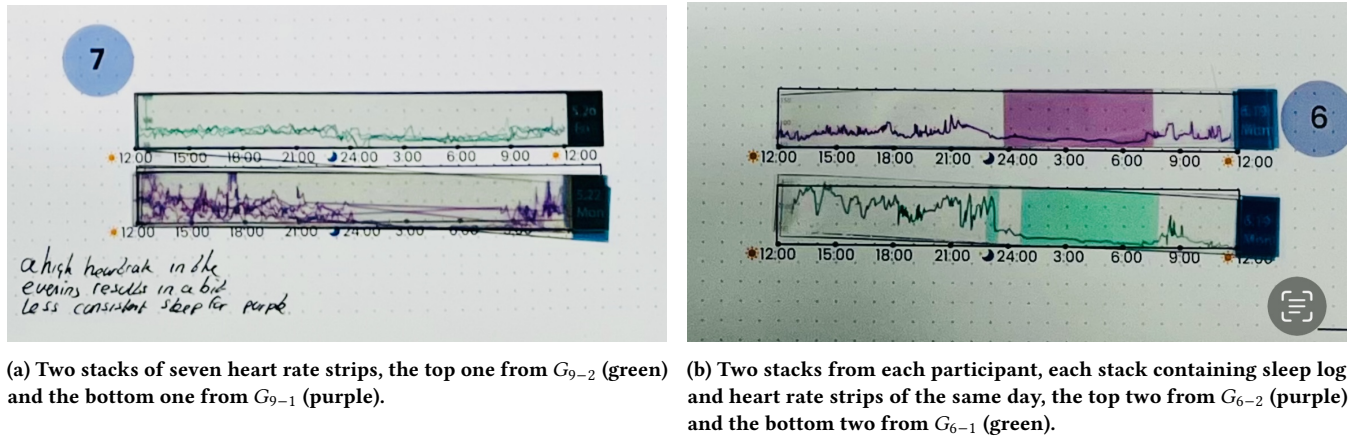 7
5.26
Fri
12:00 15:00 18:00 21:00 24:00 3:00 6:00 9:00 12:00
5.22
Mon
12:00 15:00 18:00 21:00 24:00 3:00 6:00 9:00
a high heartrate in the
evening results in a bit
less consistent sleep for purple
(a) Two stacks of seven heart rate strips, the top one from G9−2 (green)
and the bottom one from G9−1 (purple).
6
Mon
12:00 15:00 18:00 21:00 24:00 3:00 6:00 9:00 12:00
Mon
12:00 15:00 18:00 21:00 24:00 3:00 6:00 9:00 12:00
(b) Two stacks from each participant, each stack containing sleep log
and heart rate strips of the same day, the top two from G6−2 (purple)
and the bottom two from G6−1 (green).